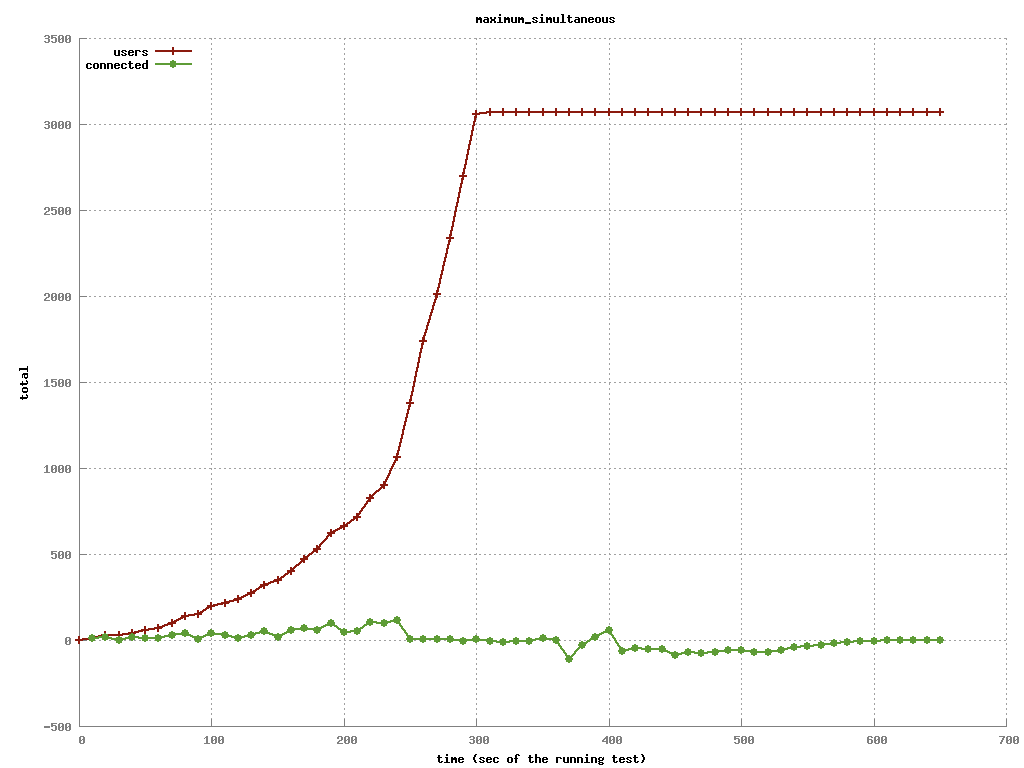 maximum_simultaneous
3500
users
connected
3000
2500
2000
1500
total
1000
500
0
-500
0 100 200 300 400 500 600 700
time (sec of the running test)